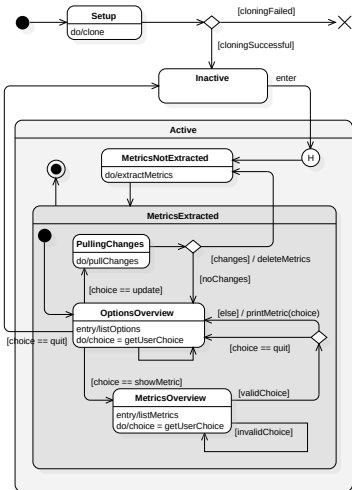 Setup
do/clone
[cloningFailed]
[cloningSuccessful]
Inactive
enter
Active
MetricsNotExtracted
do/extractMetrics
H
MetricsExtracted
PullingChanges
do/pullChanges
[changes] / deleteMetrics
[noChanges]
[choice == update]
OptionsOverview
entry/listOptions
do/choice = getUserChoice
[else] / printMetric(choice)
[choice == quit]
[choice == quit]
[choice == showMetric]
MetricsOverview
entry/listMetrics
do/choice = getUserChoice
[validChoice]
[invalidChoice]